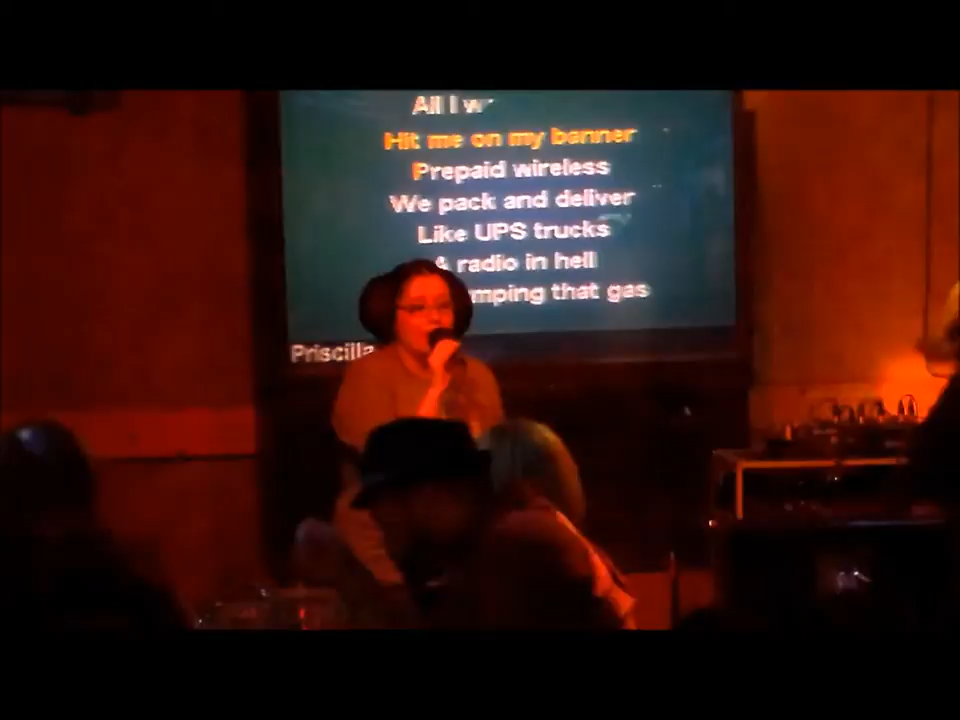 All I w
Hit me on my banner
Prepaid wireless
We pack and deliver
Like UPS trucks
A radio in hell
mping that gas
Priscilla